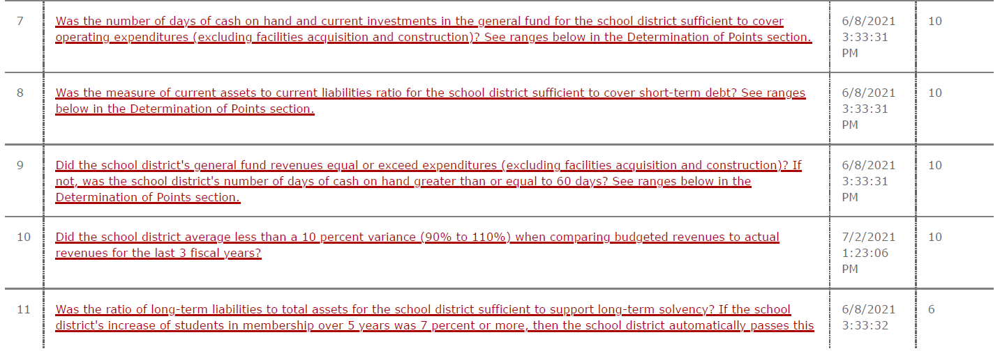 7 Was the number of days of cash on hand and current investments in the general fund for the school district sufficient to cover 6/8/2021 10
operating expenditures (excluding facilities acquisition and construction)? See ranges below in the Determination of Points section. 3:33:31
PM
8 Was the measure of current assets to current liabilities ratio for the school district sufficient to cover short-term debt? See ranges 6/8/2021 10
below in the Determination of Points section. 3:33:31
PM
9 Did the school district's general fund revenues equal or exceed expenditures (excluding facilities acquisition and construction)? If 6/8/2021 10
not, was the school district's number of days of cash on hand greater than or equal to 60 days? See ranges below in the 3:33:31
Determination of Points section. PM
10 Did the school district average less than a 10 percent variance (90% to 110%) when comparing budgeted revenues to actual 7/2/2021 10
revenues for the last 3 fiscal years? 1:23:06
PM
11 Was the ratio of long-term liabilities to total assets for the school district sufficient to support long-term solvency? If the school 6/8/2021 6
district's increase of students in membership over 5 years was 7 percent or more, then the school district automatically passes this 3:33:32